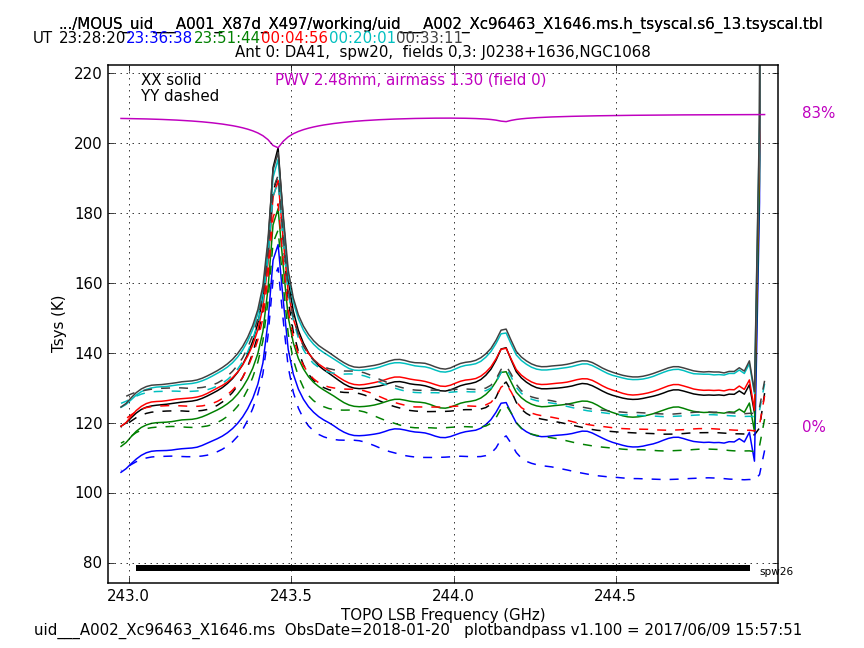 .../MOUS_uid___A001_X87d_X497/working/uid___A002_Xc96463_X1646.ms.h_tsyscal.s6_13.tsyscal.tbl
UT 23:28:20 23:36:38 23:51:44 00:04:56 00:20:01 00:33:11
Ant 0: DA41, spw20, fields 0,3: J0238+1636,NGC1068
XX solid
YY dashed
PWV 2.48mm, airmass 1.30 (field 0)
83%
0%
Tsys (K)
220
200
180
160
140
120
100
80
spw26
243.0 243.5 244.0 244.5
TOPO LSB Frequency (GHz)
uid___A002_Xc96463_X1646.ms ObsDate=2018-01-20 plotbandpass v1.100 = 2017/06/09 15:57:51